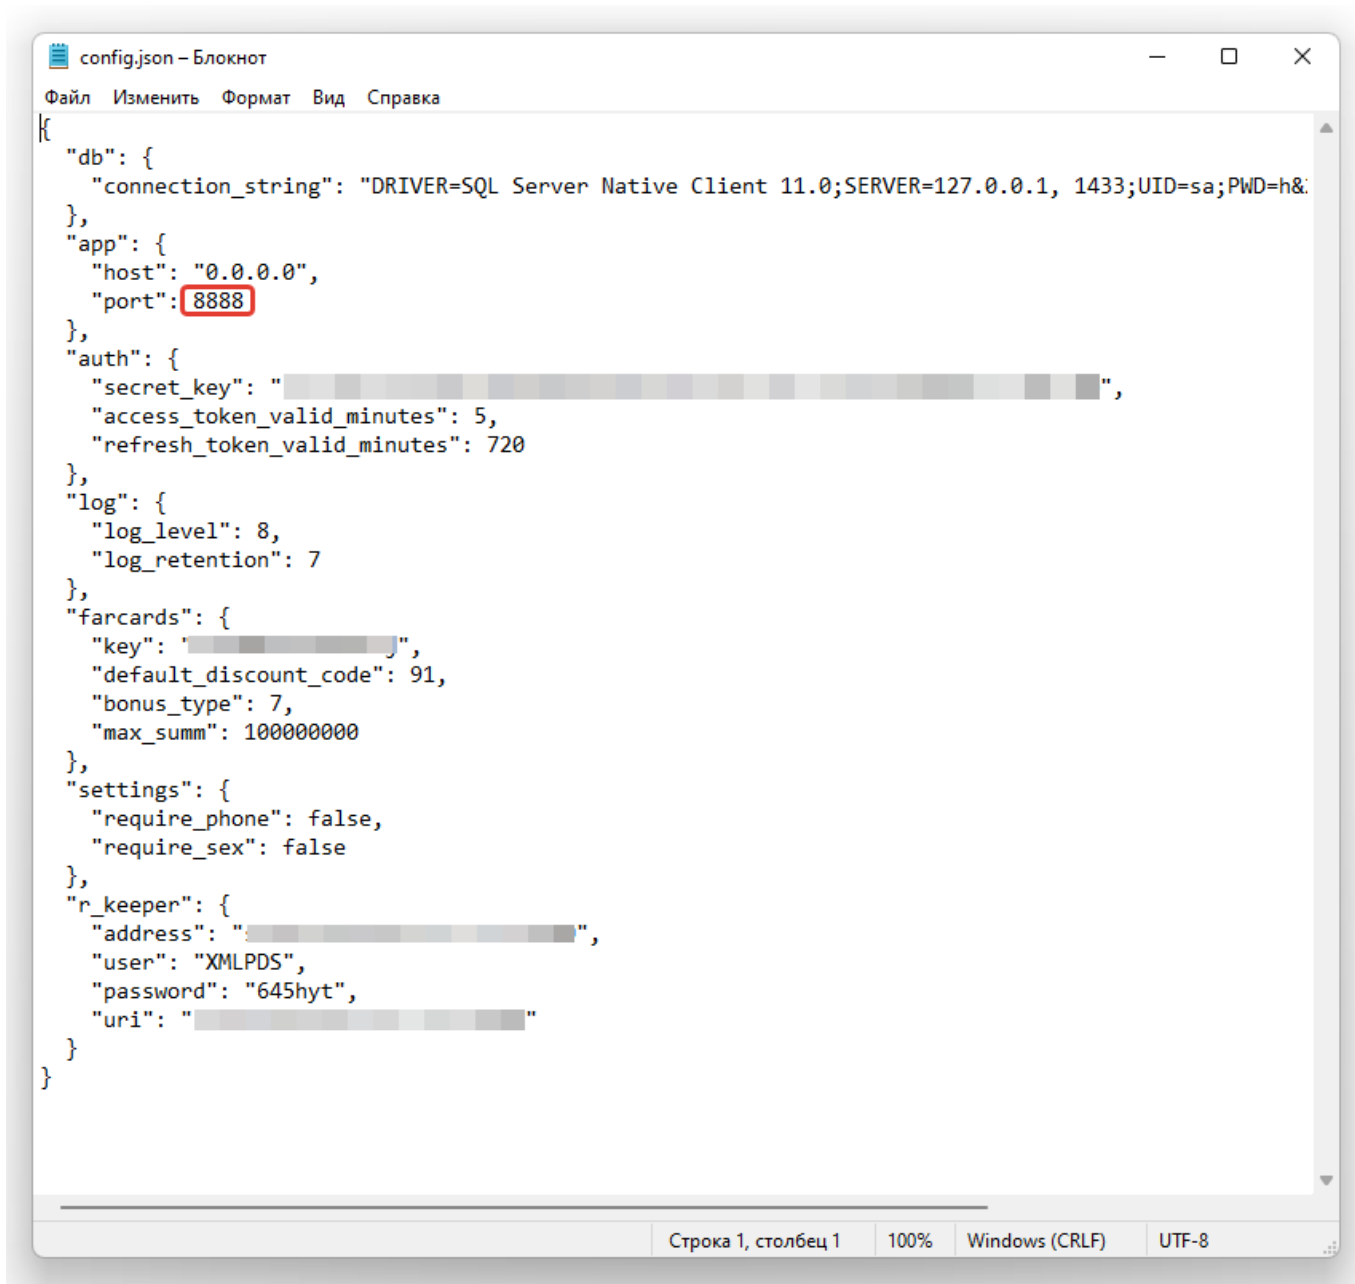 config.json – Блокнот
Файл Изменить Формат Вид Справка
{
  "db": {
    "connection_string": "DRIVER=SQL Server Native Client 11.0;SERVER=127.0.0.1, 1433;UID=sa;PWD=h&
  },
  "app": {
    "host": "0.0.0.0",
    "port": 8888
  },
  "auth": {
    "secret_key": "                ",
    "access_token_valid_minutes": 5,
    "refresh_token_valid_minutes": 720
  },
  "log": {
    "log_level": 8,
    "log_retention": 7
  },
  "farcards": {
    "key": "                ",
    "default_discount_code": 91,
    "bonus_type": 7,
    "max_summ": 100000000
  },
  "settings": {
    "require_phone": false,
    "require_sex": false
  },
  "r_keeper": {
    "address": "                ",
    "user": "XMLPDS",
    "password": "645hyt",
    "uri": "                "
  }
}
Строка 1, столбец 1 100% Windows (CRLF) UTF-8